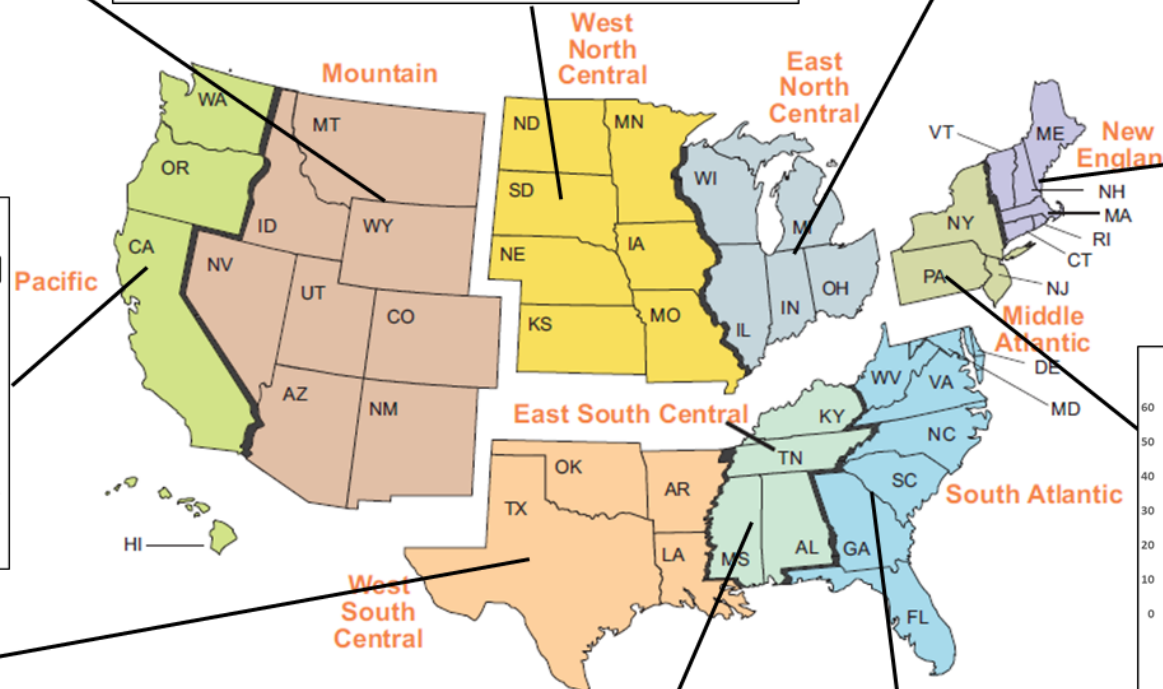 West
North
Central
Mountain
East
North
Central
New
Englan
WA
MT
ND
MN
VT
ME
OR
SD
WI
NH
MA
ID
WY
NY
MI
RI
CA
NV
NE
IA
CT
Pacific
UT
PA
NJ
OH
CO
KS
MO
IN
IL
Middle
Atlantic
DE
WV
VA
MD
AZ
NM
East South Central
KY
NC
TN
OK
AR
SC
South Atlantic
TX
HI
LA
MS
AL
GA
West
South
Central
FL
60
50
40
30
20
10
0